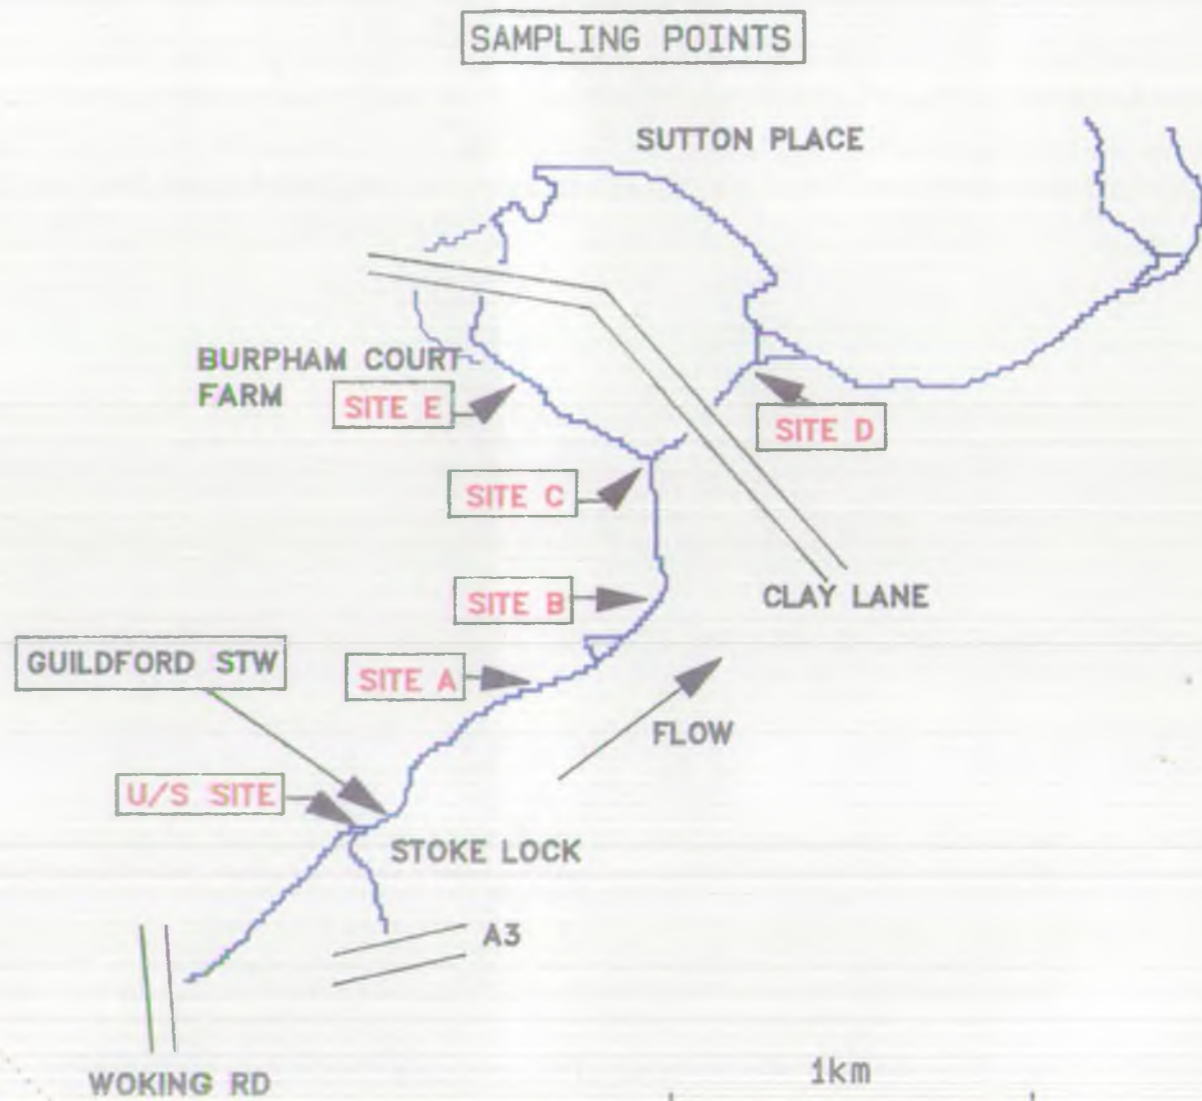 SAMPLING POINTS
SUTTON PLACE
BURPHAM COURT
FARM
SITE E
SITE D
SITE C
SITE B
CLAY LANE
GUILDFORD STW
SITE A
FLOW
U/S SITE
STOKE LOCK
A3
WOKING RD
1km